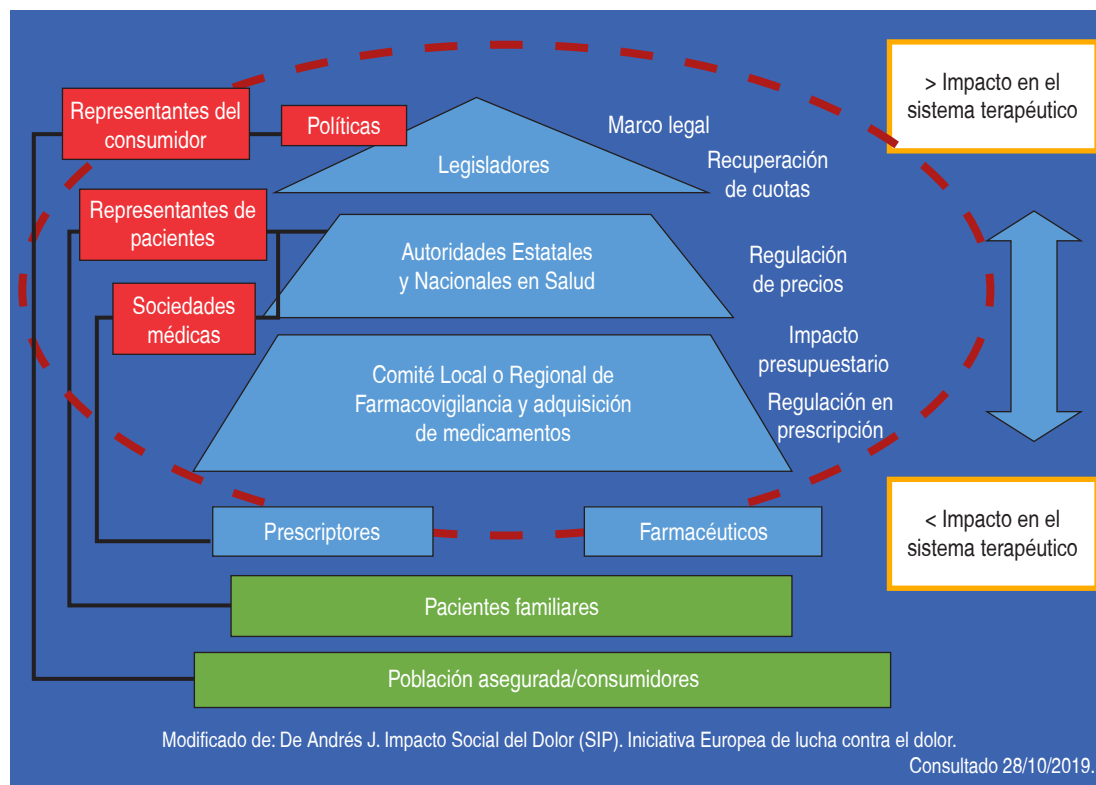 > Impacto en el
sistema terapéutico
Representantes del
consumidor
Políticas
Marco legal
Legisladores
Recuperación
de cuotas
Representantes de
pacientes
Autoridades Estatales
y Nacionales en Salud
Regulación
de precios
Sociedades
médicas
Impacto
presupuestario
Comité Local o Regional de
Farmacovigilancia y adquisición
de medicamentos
Regulación en
prescripción
Prescriptores
Farmacéuticos
< Impacto en el
sistema terapéutico
Pacientes familiares
Población asegurada/consumidores
Modificado de: De Andrés J. Impacto Social del Dolor (SIP). Iniciativa Europea de lucha contra el dolor.
Consultado 28/10/2019.